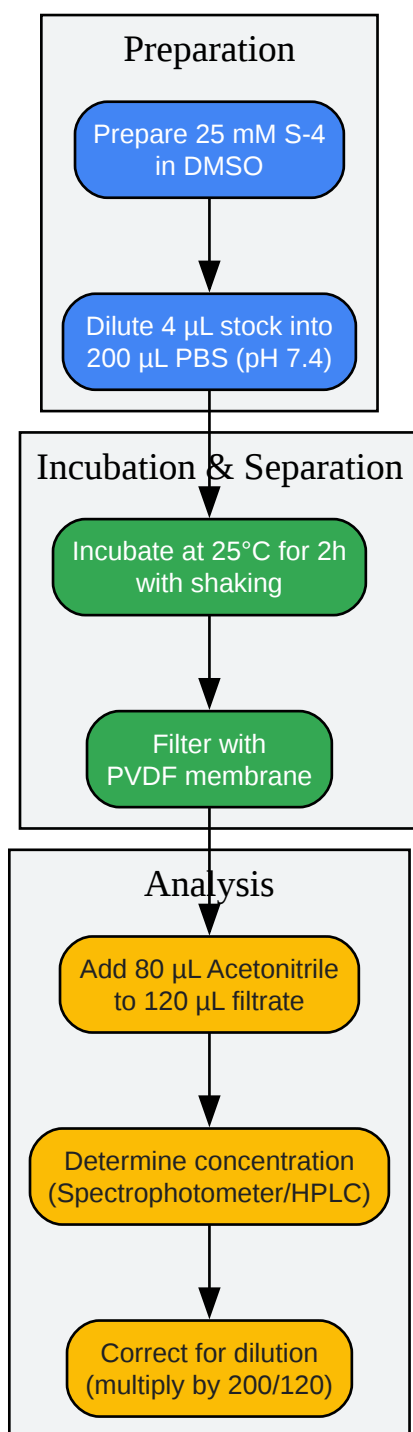 Preparation
Prepare 25 mM S-4
in DMSO
Dilute 4 µL stock into
200 µL PBS (pH 7.4)
Incubation & Separation
Incubate at 25°C for 2h
with shaking
Filter with
PVDF membrane
Analysis
Add 80 µL Acetonitrile
to 120 µL filtrate
Determine concentration
(Spectrophotometer/HPLC)
Correct for dilution
(multiply by 200/120)